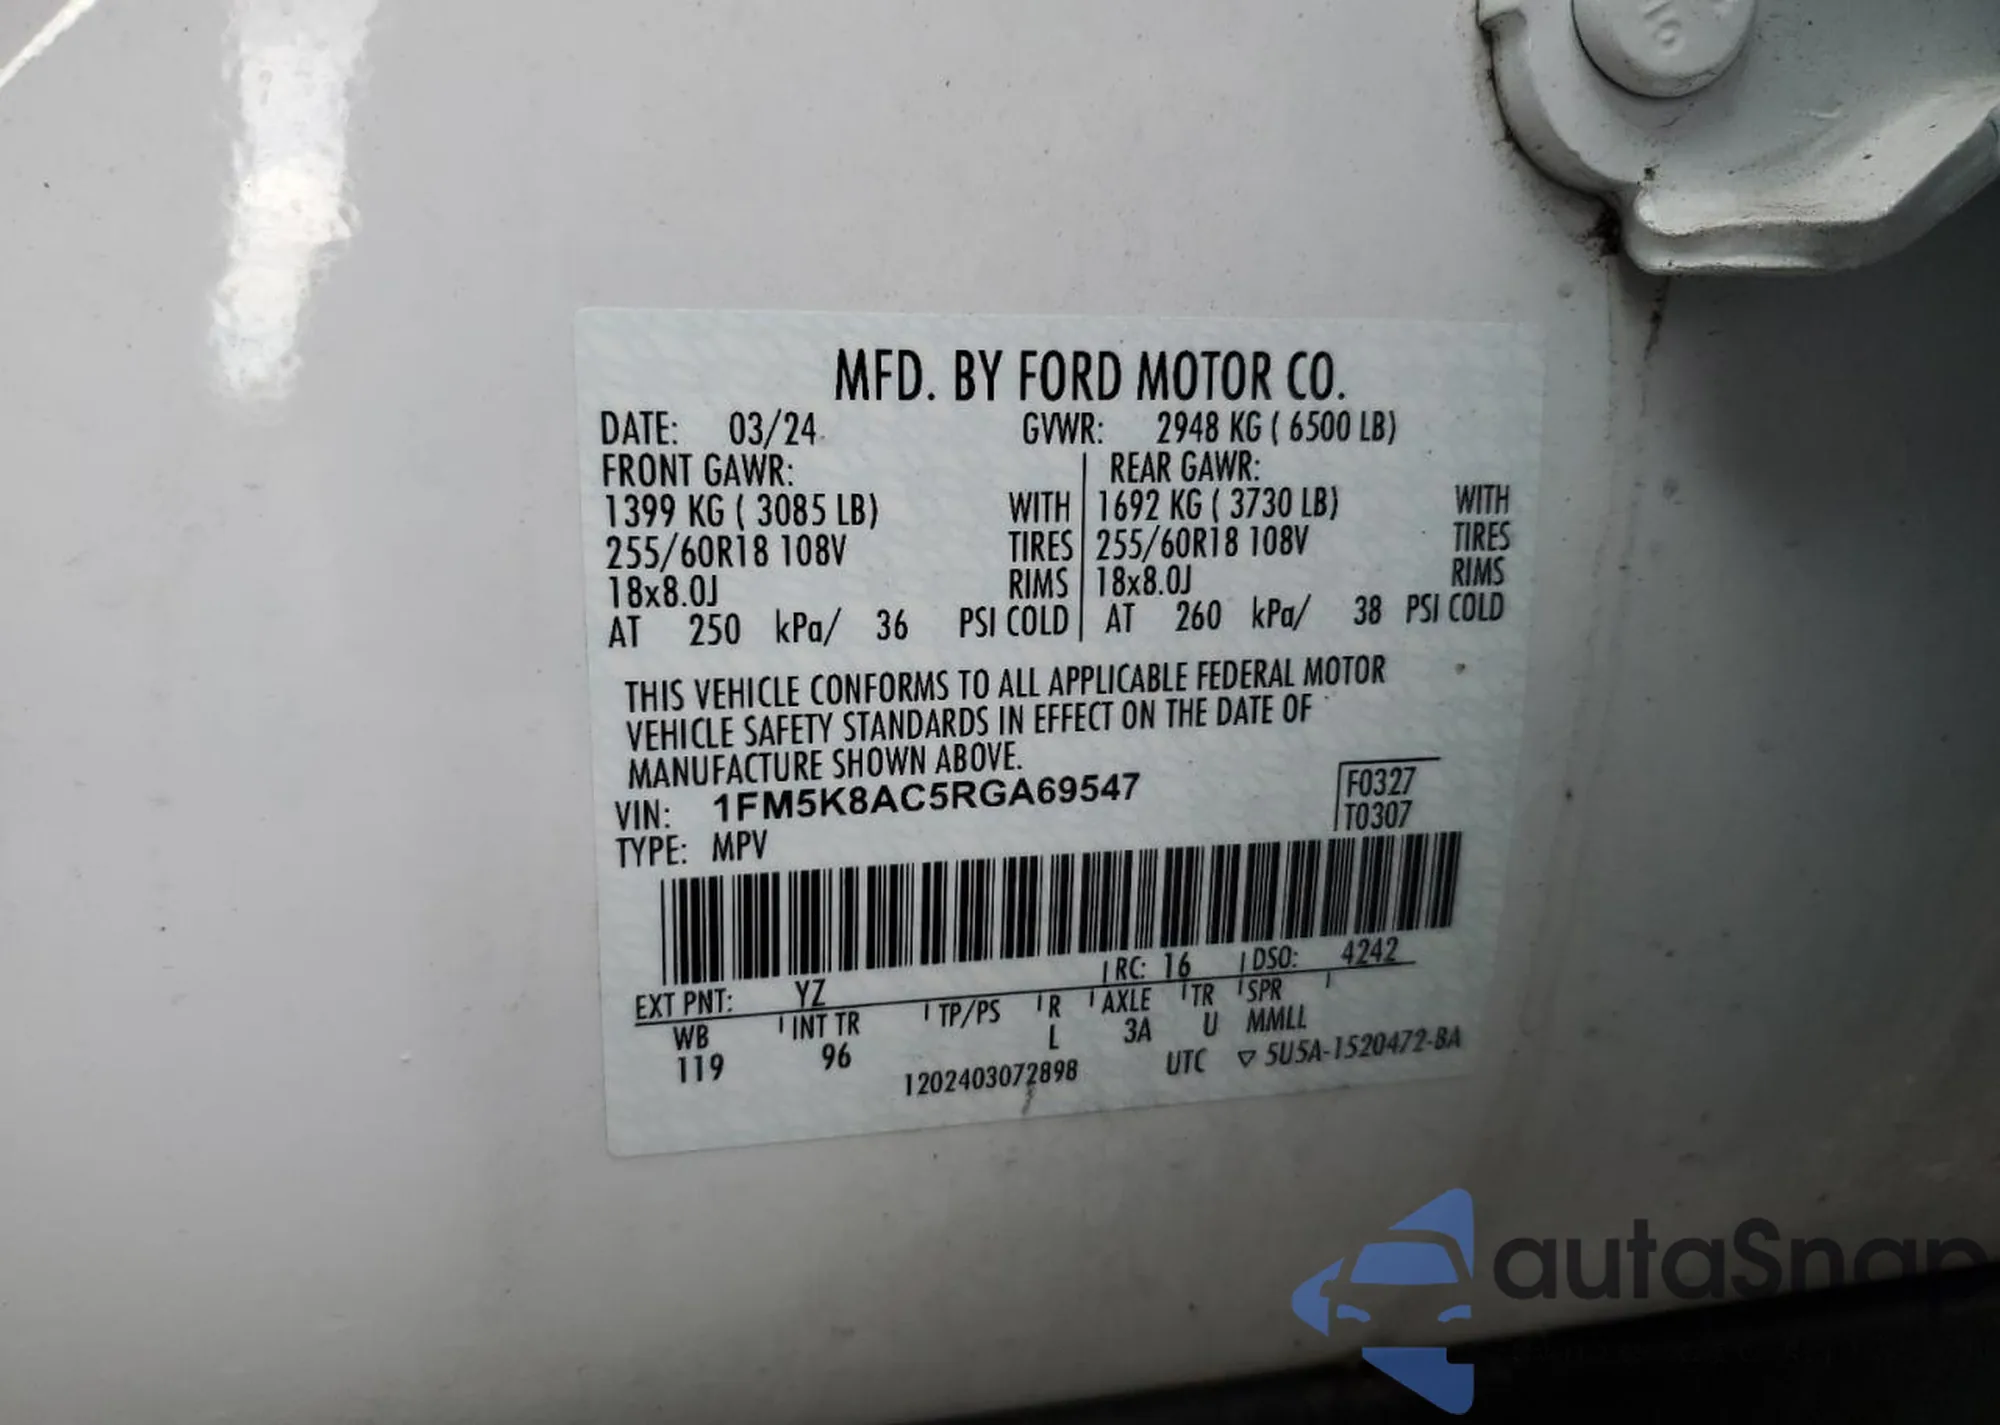 MFD. BY FORD MOTOR CO.
DATE: 03/24 GVWR: 2948 KG ( 6500 LB)
FRONT GAWR: REAR GAWR:
1399 KG ( 3085 LB) WITH 1692 KG ( 3730 LB) WITH
255/60R18 108V TIRES 255/60R18 108V TIRES
18x8.0J RIMS 18x8.0J RIMS
AT 250 kPa/ 36 PSI COLD AT 260 kPa/ 38 PSI COLD
THIS VEHICLE CONFORMS TO ALL APPLICABLE FEDERAL MOTOR
VEHICLE SAFETY STANDARDS IN EFFECT ON THE DATE OF
MANUFACTURE SHOWN ABOVE.
VIN: 1FM5K8AC5RGA69547 F0327
TYPE: MPV T0307
EXT PNT: YZ RC: 16 DSO: 4242
WB INT TR TP/PS R AXLE TR SPR
119 96 L 3A U MMLL
1202403072898 UTC ▽ 5U5A-1520472-BA
autaSnap